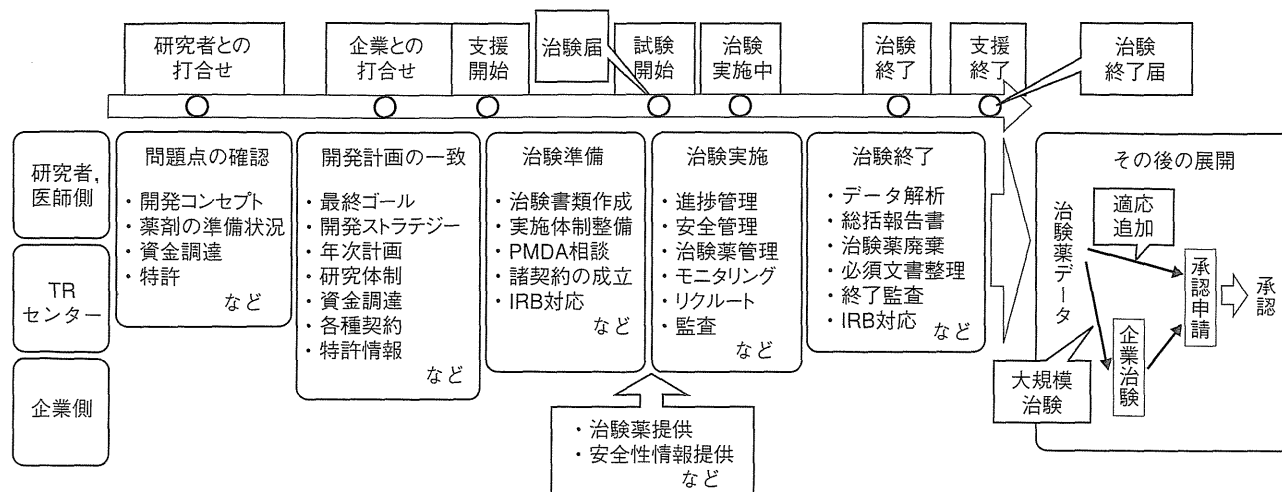 研究者との
打合せ
企業との
打合せ
支援
開始
治験届
試験
開始
治験
実施中
治験
終了
支援
終了
治験
終了届
研究者,
医師側
TR
センター
企業側
問題点の確認
・開発コンセプト
・薬剤の準備状況
・資金調達
・特許
など
開発計画の一致
・最終ゴール
・開発ストラテジー
・年次計画
・研究体制
・資金調達
・各種契約
・特許情報
など
治験準備
・治験書類作成
・実施体制整備
・PMDA相談
・諸契約の成立
・IRB対応
など
治験実施
・進捗管理
・安全管理
・治験薬管理
・モニタリング
・リクルート
・監査
など
治験終了
・データ解析
・総括報告書
・治験薬廃棄
・必須文書整理
・終了監査
・IRB対応
など
・治験薬提供
・安全性情報提供
など
その後の展開
治験薬データ
適応
追加
大規模
治験
企業治験
承認申請
承認